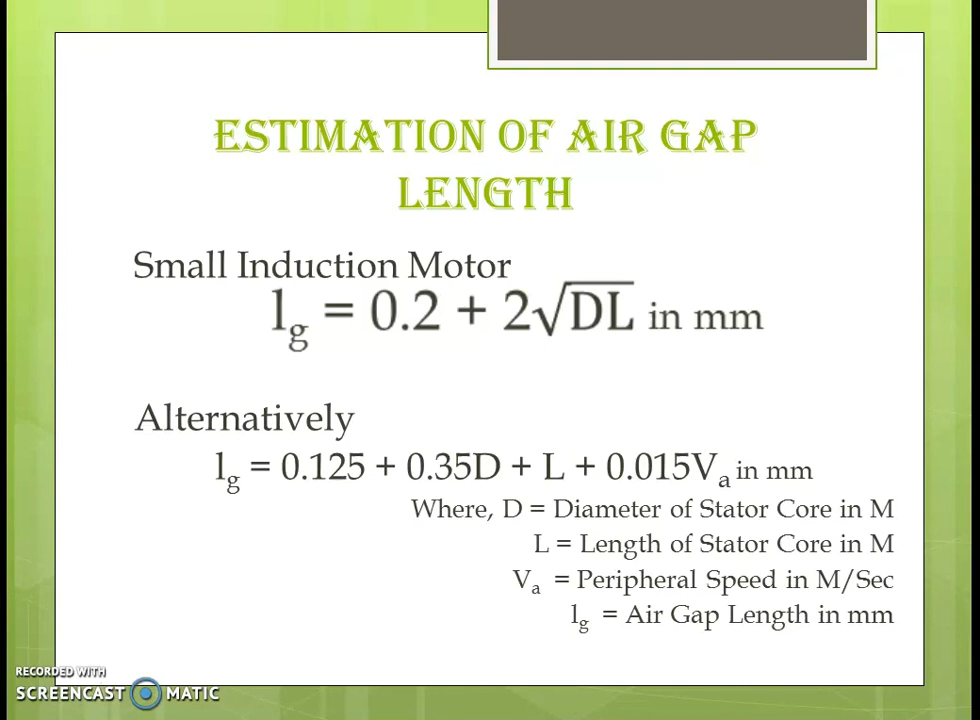 ESTIMATION OF AIR GAP
LENGTH
Small Induction Motor
lg = 0.2 + 2√DL in mm
Alternatively
lg = 0.125 + 0.35D + L + 0.015Va in mm
Where, D = Diameter of Stator Core in M
L = Length of Stator Core in M
Va = Peripheral Speed in M/Sec
lg = Air Gap Length in mm
RECORDED WITH
SCREENCAST MATIC